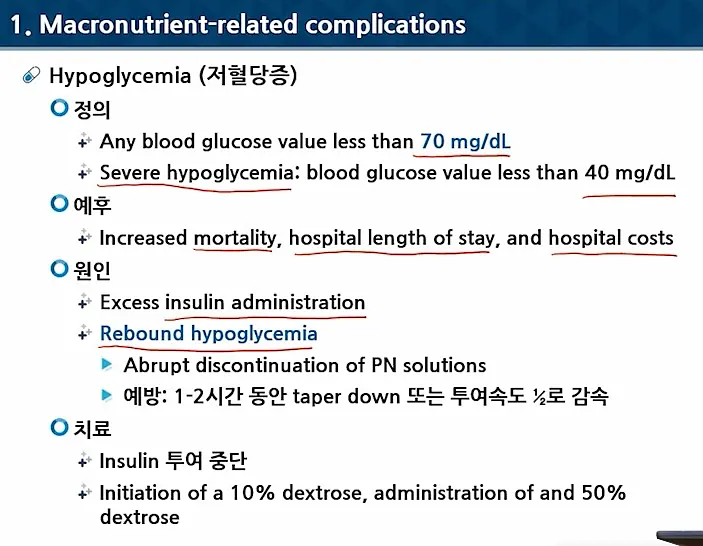 1. Macronutrient-related complications
Hypoglycemia (저혈당증)
정의
Any blood glucose value less than 70 mg/dL
Severe hypoglycemia: blood glucose value less than 40 mg/dL
예후
Increased mortality, hospital length of stay, and hospital costs
원인
Excess insulin administration
Rebound hypoglycemia
Abrupt discontinuation of PN solutions
예방: 1-2시간 동안 taper down 또는 투여속도 ½로 감속
치료
Insulin 투여 중단
Initiation of a 10% dextrose, administration of and 50%
dextrose